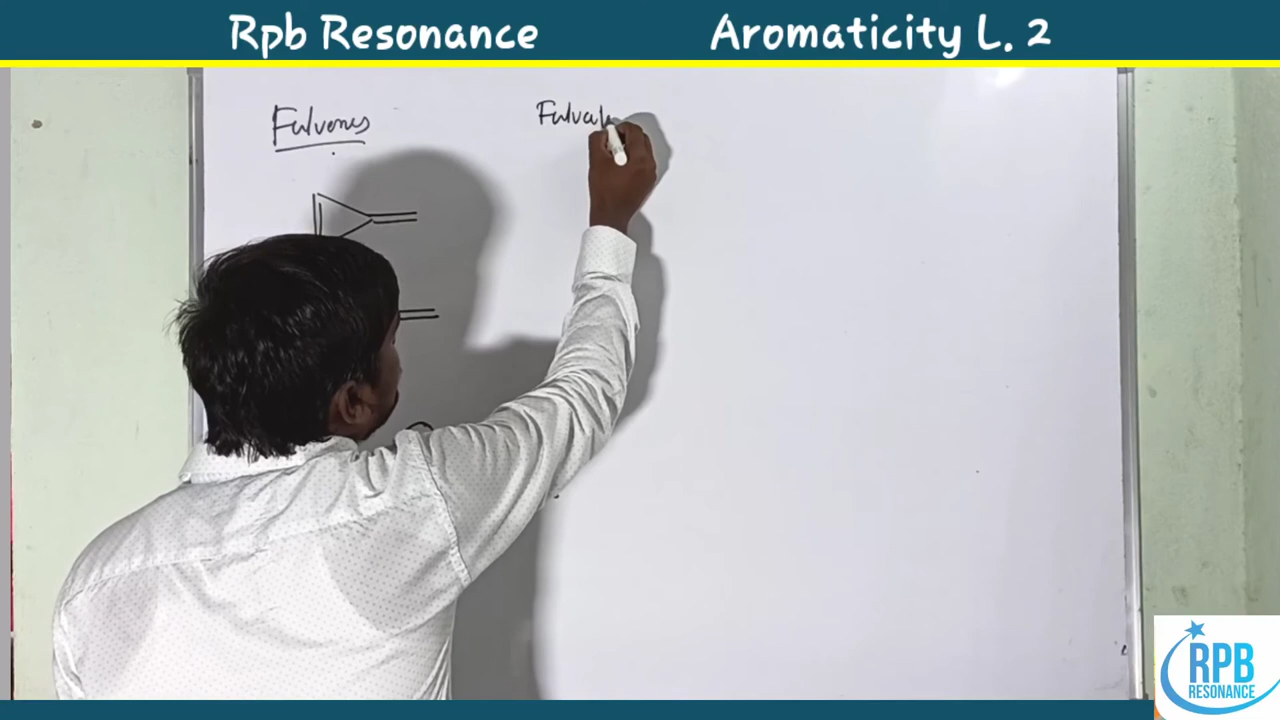 Rpb Resonance
Aromaticity L. 2
Fulvenes
RPB
RESONANCE